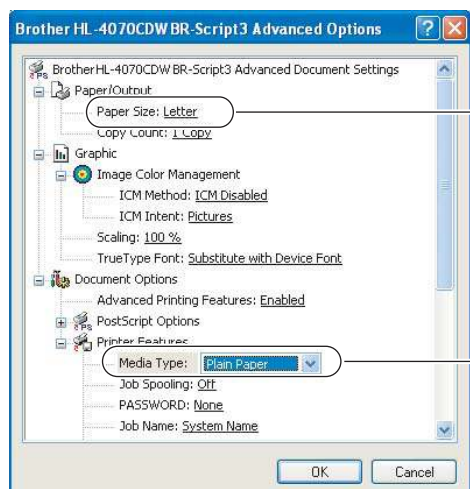 Brother HL-4070CDW BR-Script3 Advanced Options
BrotherHL-4070CDW BR-Script3 Advanced Document Settings
Paper/Output
Paper Size: Letter
Copy Count: 1 Copy
Graphic
Image Color Management
ICM Method: ICM Disabled
ICM Intent: Pictures
Scaling: 100 %
TrueType Font: Substitute with Device Font
Document Options
Advanced Printing Features: Enabled
PostScript Options
Printer Features
Media Type: Plain Paper
Job Spooling: Off
PASSWORD: None
Job Name: System Name
OK Cancel